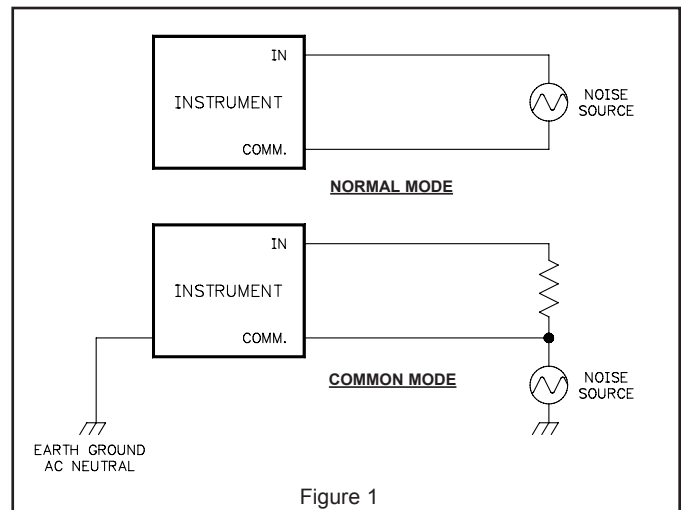 IN
INSTRUMENT
COMM.
NOISE
SOURCE
NORMAL MODE
IN
INSTRUMENT
COMM.
COMMON MODE
NOISE
SOURCE
EARTH GROUND
AC NEUTRAL
Figure 1